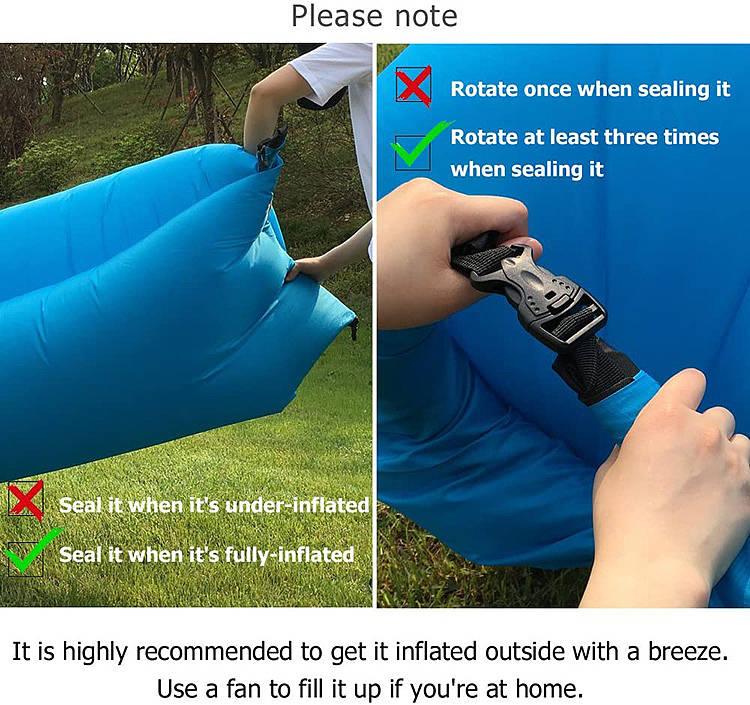 Please note
Seal it when it's under-inflated
Seal it when it's fully-inflated
Rotate once when sealing it
Rotate at least three times
when sealing it
It is highly recommended to get it inflated outside with a breeze.
Use a fan to fill it up if you're at home.